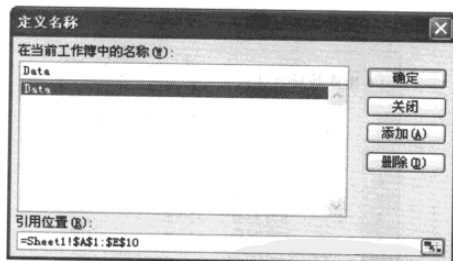 定义名称
在当前工作簿中的名称(W):
Data
Data
确定
关闭
添加(A)
删除(D)
引用位置(R):
=Sheet1!$A$1:$E$10